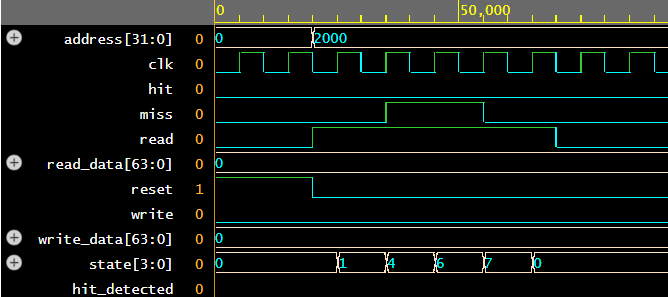 0 50,000
address[31:0] 0 0 2000
clk 0
hit 0
miss 0
read 0
read_data[63:0] 0 0
reset 1
write 0
write_data[63:0] 0 0
state[3:0] 0 0 1 4 6 7 0
hit_detected 0